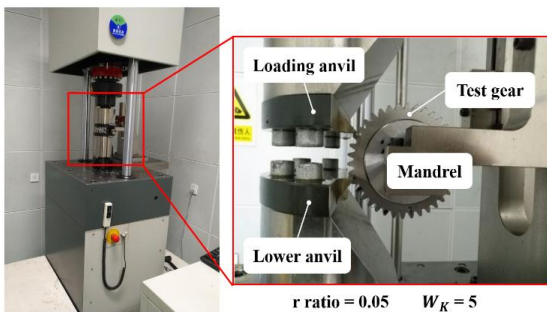 Loading anvil
Test gear
Mandrel
Lower anvil
r ratio = 0.05 W_K = 5